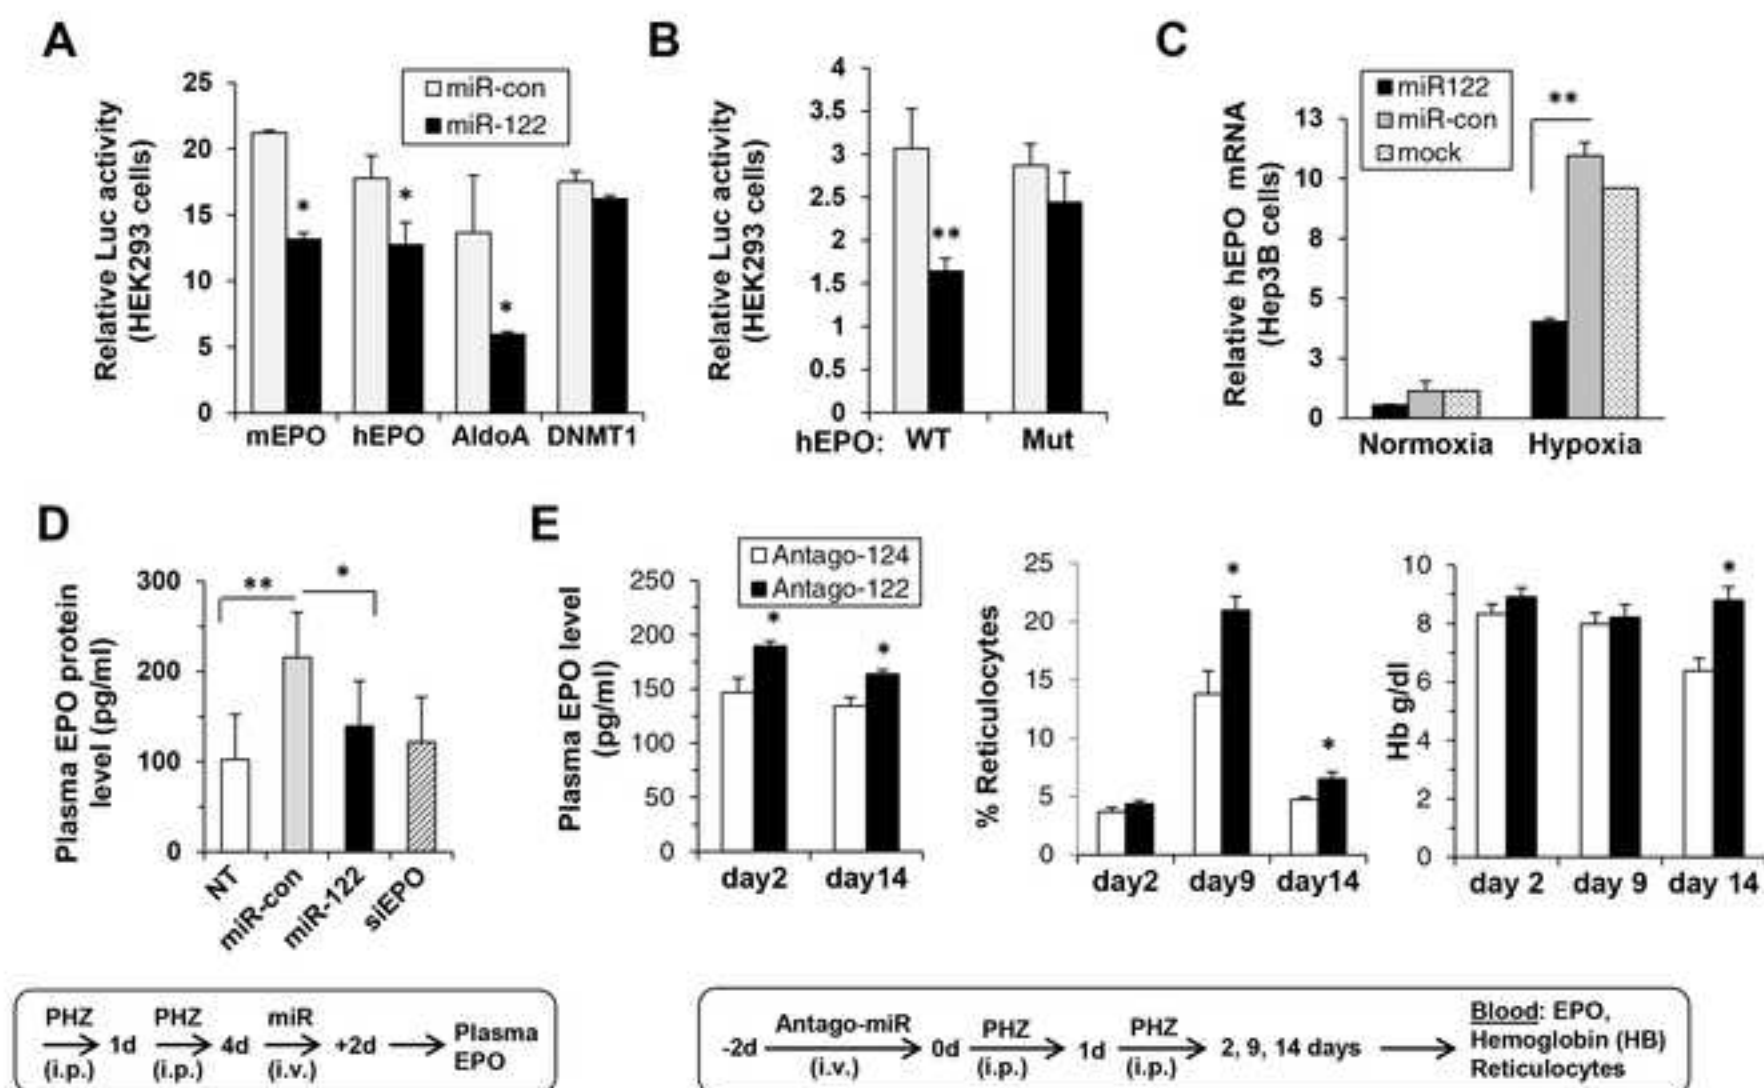 A
Relative Luc activity
(HEK293 cells)
25
20
15
10
5
0
miR-con
miR-122
*
*
*
mEPO hEPO AldoA DNMT1
B
Relative Luc activity
(HEK293 cells)
4
3.5
3
2.5
2
1.5
1
0.5
0
**
hEPO: WT Mut
C
Relative hEPO mRNA
(Hep3B cells)
13
10
8
5
3
0
miR122
miR-con
mock
**
Normoxia Hypoxia
D
Plasma EPO protein
level (pg/ml)
300
200
100
0
**
*
NT
miR-con
miR-122
siEPO
E
Plasma EPO level
(pg/ml)
250
200
150
100
50
0
Antago-124
Antago-122
*
*
day2 day14
% Reticulocytes
25
20
15
10
5
0
*
*
day2 day9 day14
Hb g/dl
10
8
6
4
2
0
*
day 2 day 9 day 14
PHZ PHZ miR
1d 4d +2d Plasma
EPO
(i.p.) (i.p.) (i.v.)
Antago-miR PHZ PHZ
-2d 0d 1d 2, 9, 14 days
(i.v.) (i.p.) (i.p.)
Blood: EPO,
Hemoglobin (HB)
Reticulocytes